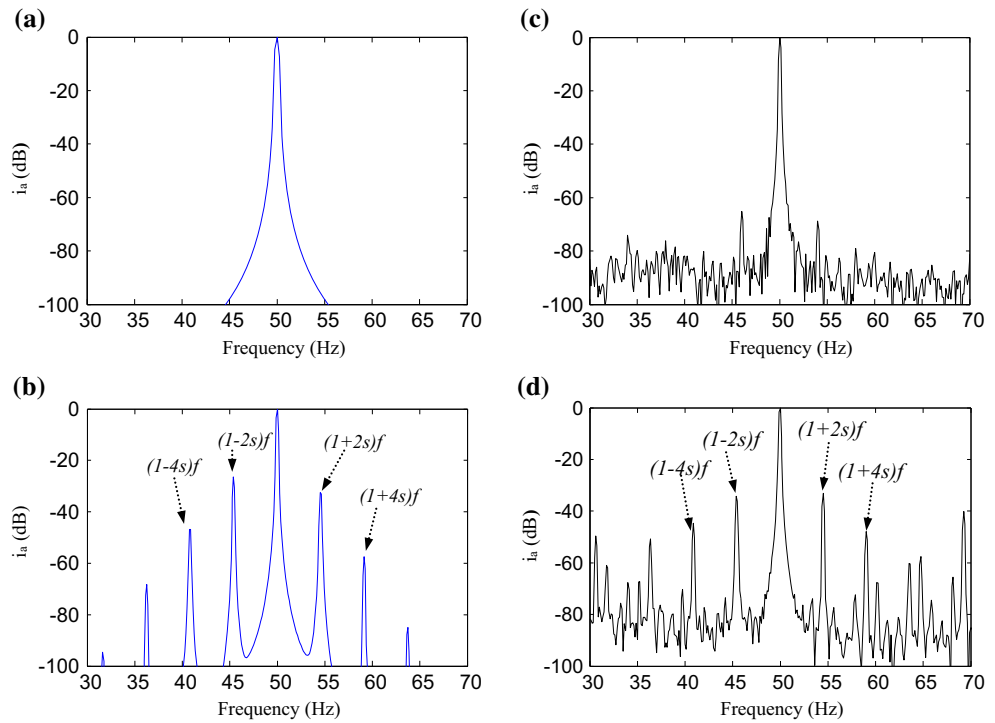 (a)
0
-20
-40
-60
-80
-100
iₐ (dB)
30 35 40 45 50 55 60 65 70
Frequency (Hz)
(c)
0
-20
-40
-60
-80
-100
iₐ (dB)
30 35 40 45 50 55 60 65 70
Frequency (Hz)
(b)
0
-20
-40
-60
-80
-100
iₐ (dB)
(1-4s)f
(1-2s)f
(1+2s)f
(1+4s)f
30 35 40 45 50 55 60 65 70
Frequency (Hz)
(d)
0
-20
-40
-60
-80
-100
iₐ (dB)
(1-4s)f
(1-2s)f
(1+2s)f
(1+4s)f
30 35 40 45 50 55 60 65 70
Frequency (Hz)